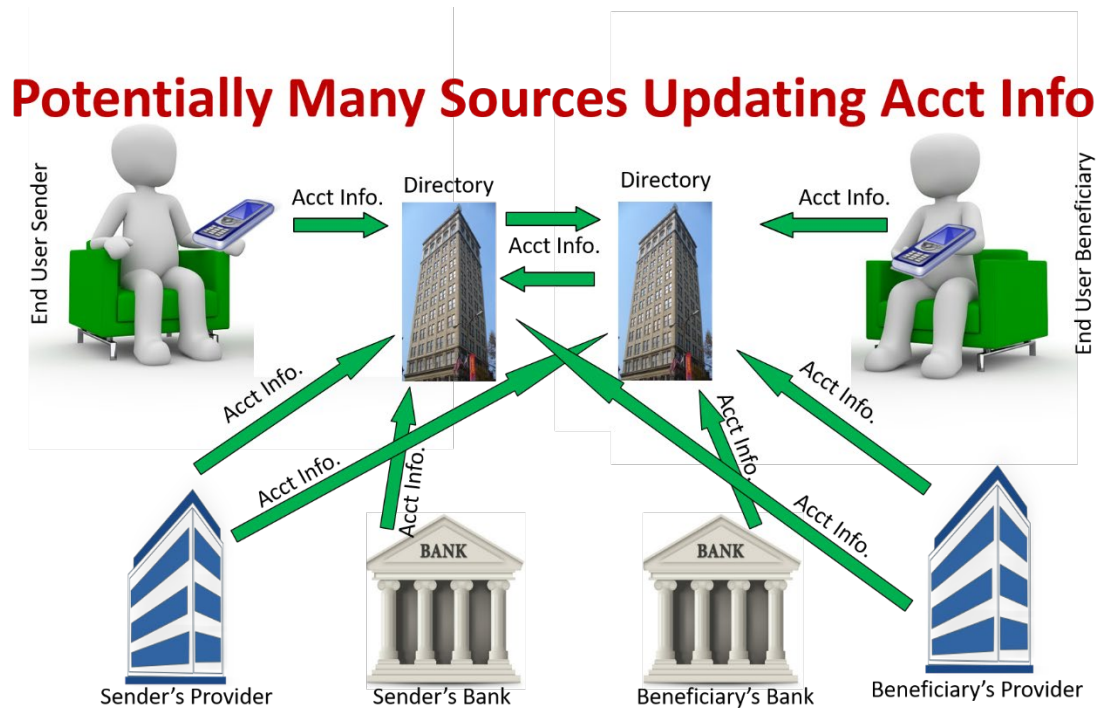 Potentially Many Sources Updating Acct Info
End User Sender
Acct Info.
Directory
Directory
Acct Info.
Acct Info.
End User Beneficiary
Acct Info.
Acct Info.
Acct Info.
Acct Info.
Acct Info.
Acct Info.
BANK
BANK
Sender's Provider
Sender's Bank
Beneficiary's Bank
Beneficiary's Provider